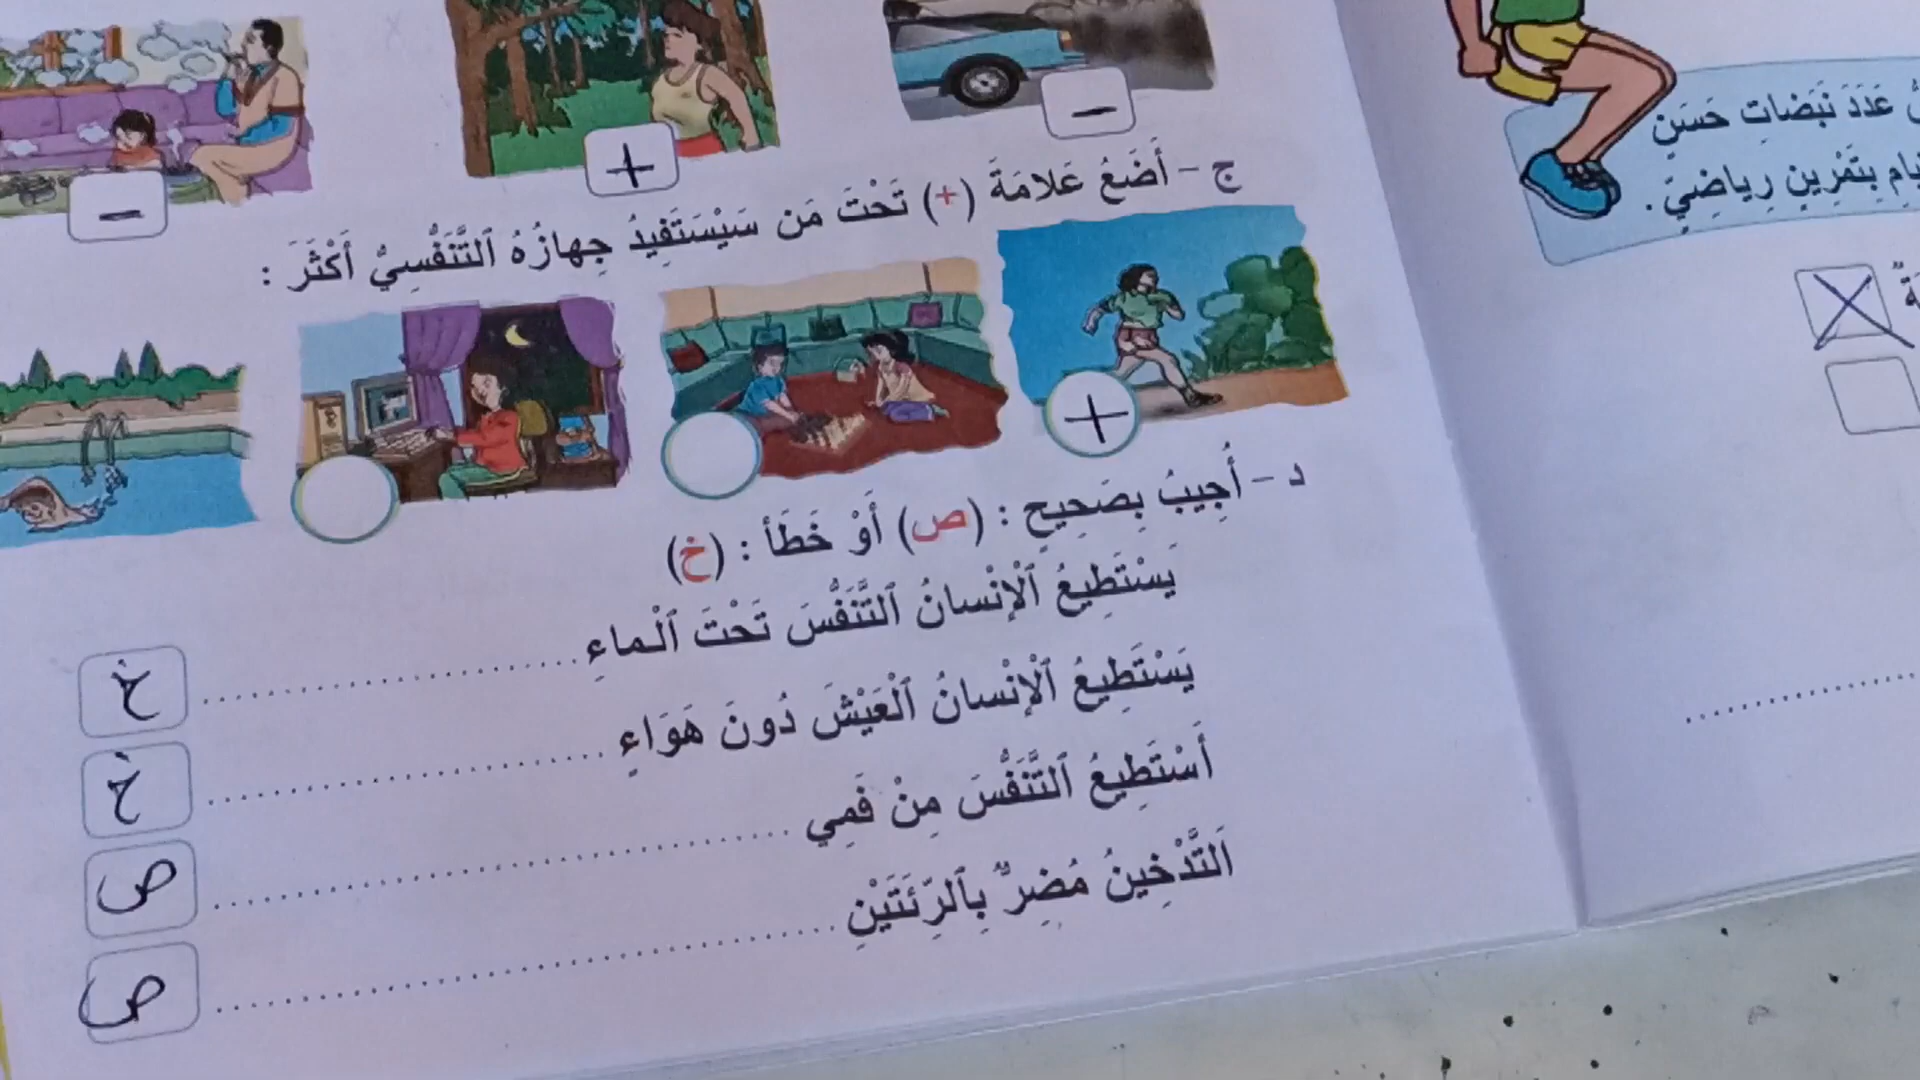 −
+
−
ج - أَضَعُ عَلامَةَ (+) تَحْتَ مَن سَيَسْتَفِيدُ جِهازُهُ ٱلتَّنَفُّسِيُّ أَكْثَرَ :
+
د - أُجِيبُ بِصَحِيحٍ : (ص) أَوْ خَطَأ : (خ)
يَسْتَطِيعُ ٱلْإِنْسانُ ٱلتَّنَفُّسَ تَحْتَ ٱلْماءِ .................... خ
يَسْتَطِيعُ ٱلْإِنْسانُ ٱلْعَيْشَ دُونَ هَوَاءٍ .................... خ
أَسْتَطِيعُ ٱلتَّنَفُّسَ مِنْ فَمِي .................... ص
اَلتَّدْخِينُ مُضِرٌّ بِٱلرِّئَتَيْنِ .................... ص
عَدَدَ نَبَضاتِ حَسَنٍ
بِتَمْرِينٍ رِياضِيٍّ .